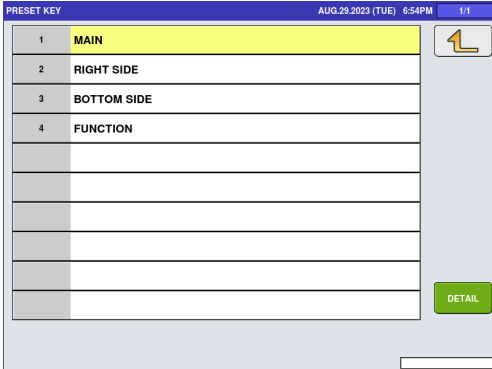 PRESET KEY AUG.29.2023 (TUE) 6:54PM 1/1
1 MAIN
2 RIGHT SIDE
3 BOTTOM SIDE
4 FUNCTION
DETAIL